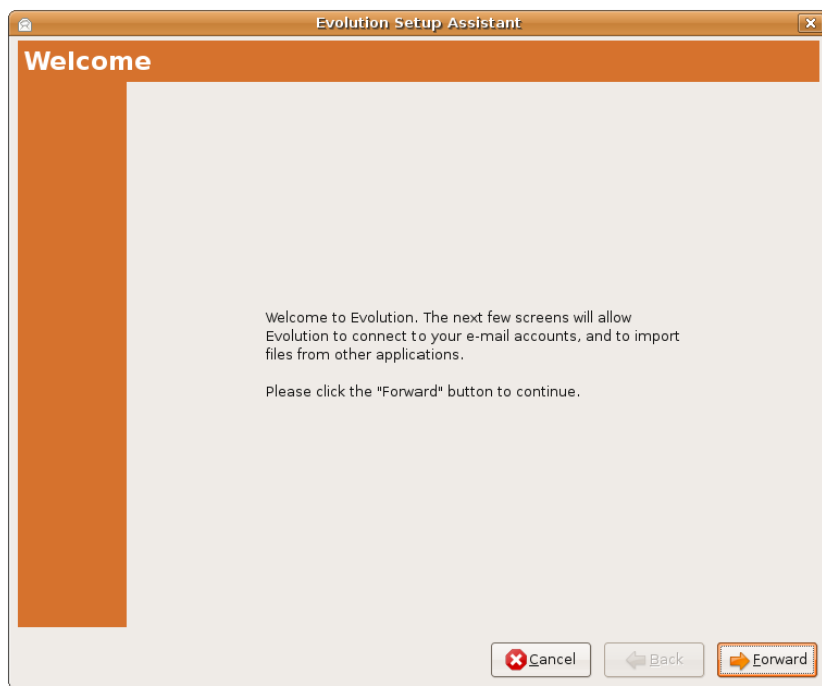 Evolution Setup Assistant
Welcome
Welcome to Evolution. The next few screens will allow
Evolution to connect to your e-mail accounts, and to import
files from other applications.
Please click the "Forward" button to continue.
Cancel
Back
Forward